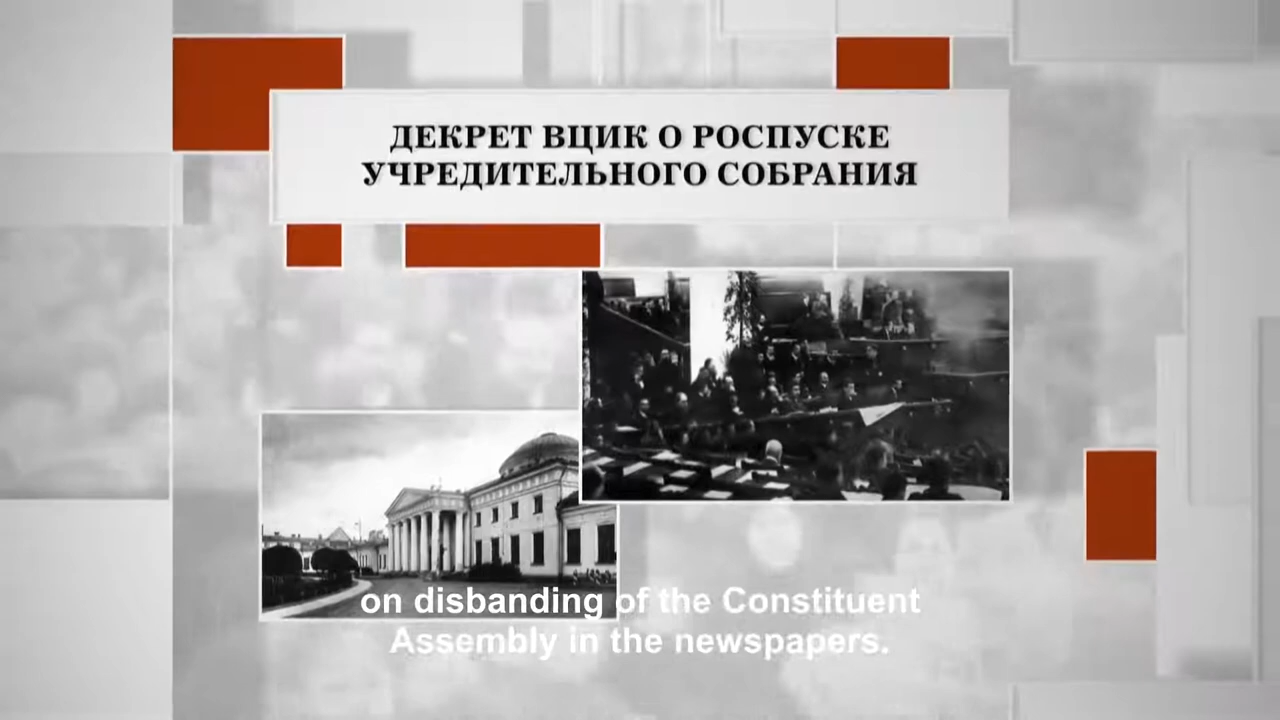 ДЕКРЕТ ВЦИК О РОСПУСКЕ
УЧРЕДИТЕЛЬНОГО СОБРАНИЯ
on disbanding of the Constituent
Assembly in the newspapers.